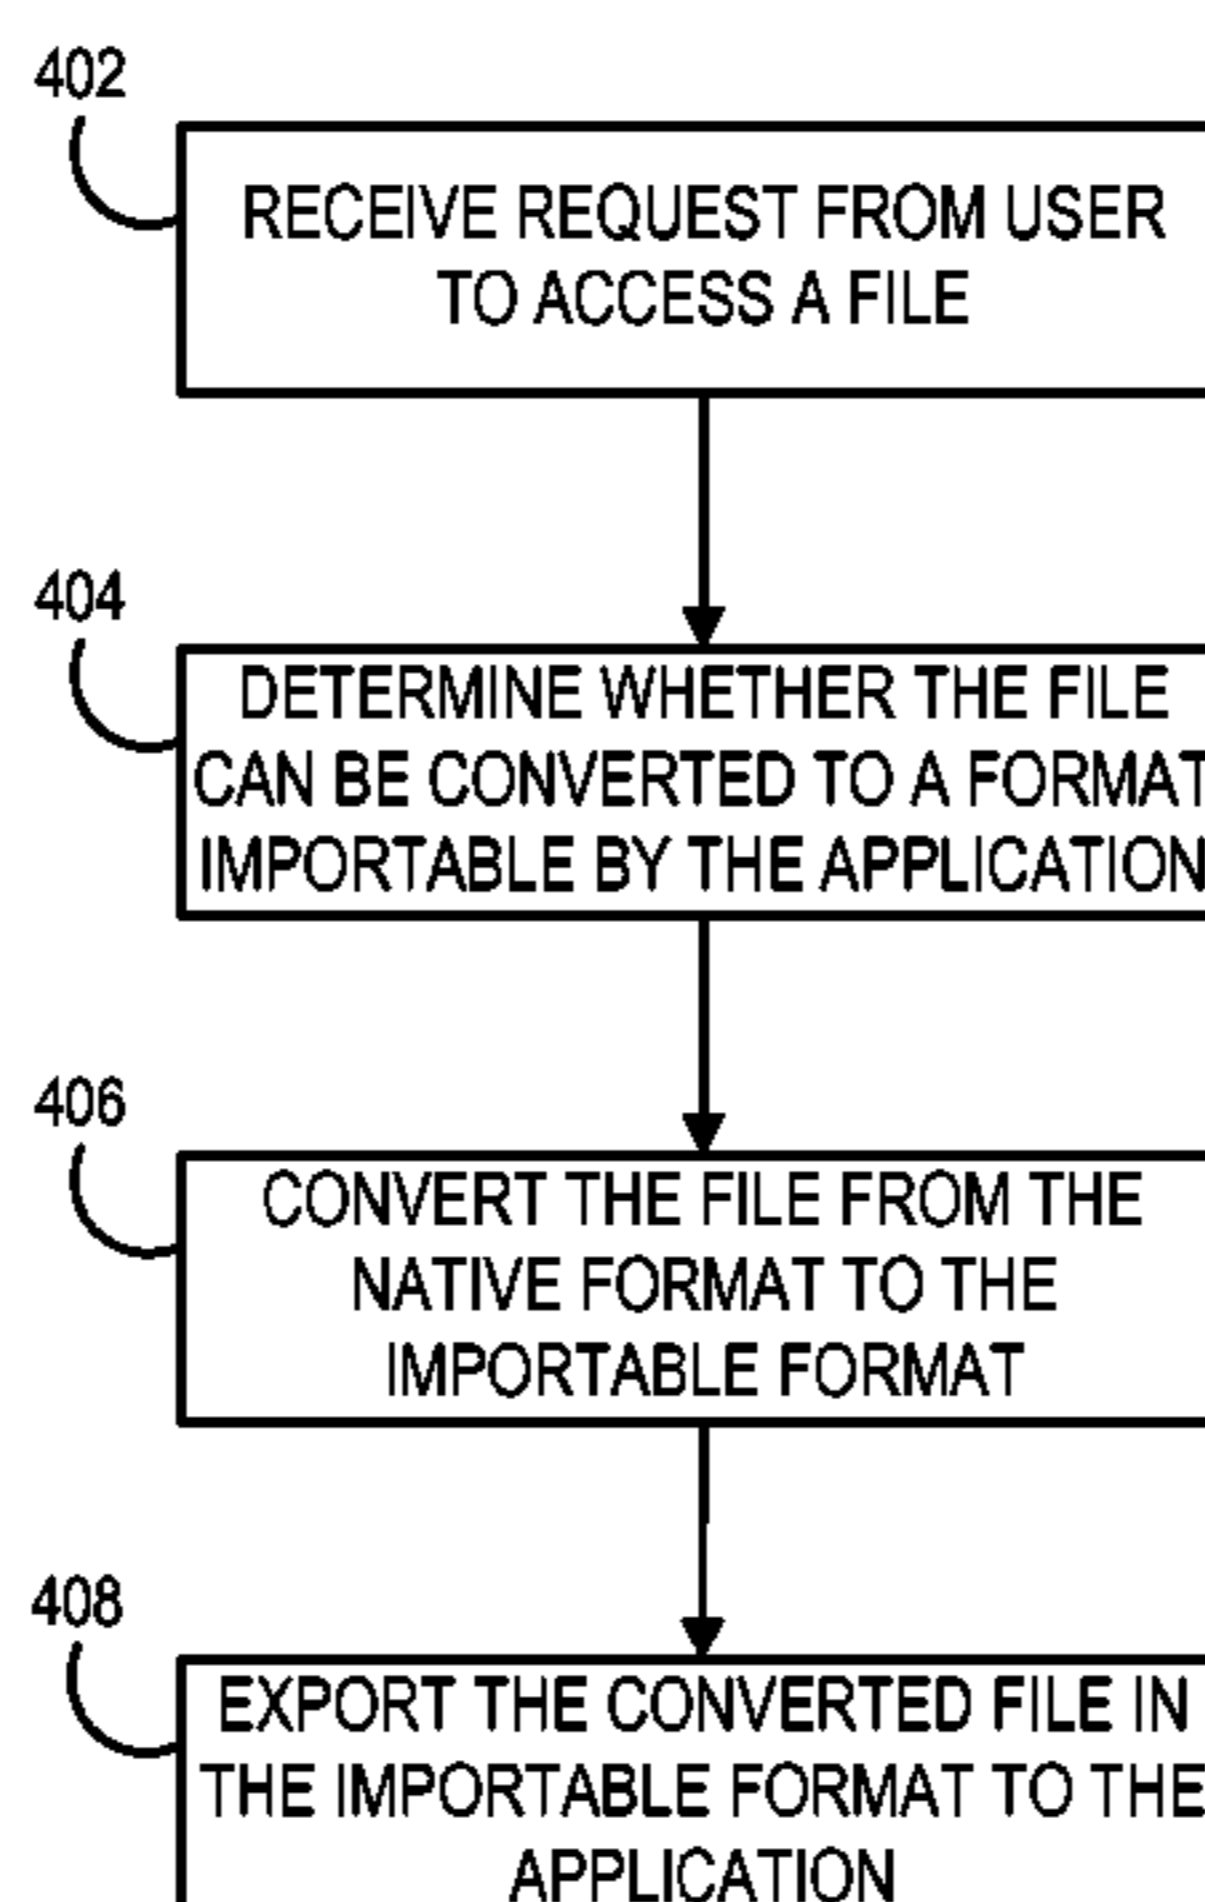 402
RECEIVE REQUEST FROM USER
TO ACCESS A FILE
404
DETERMINE WHETHER THE FILE
CAN BE CONVERTED TO A FORMAT
IMPORTABLE BY THE APPLICATION
406
CONVERT THE FILE FROM THE
NATIVE FORMAT TO THE
IMPORTABLE FORMAT
408
EXPORT THE CONVERTED FILE IN
THE IMPORTABLE FORMAT TO THE
APPLICATION